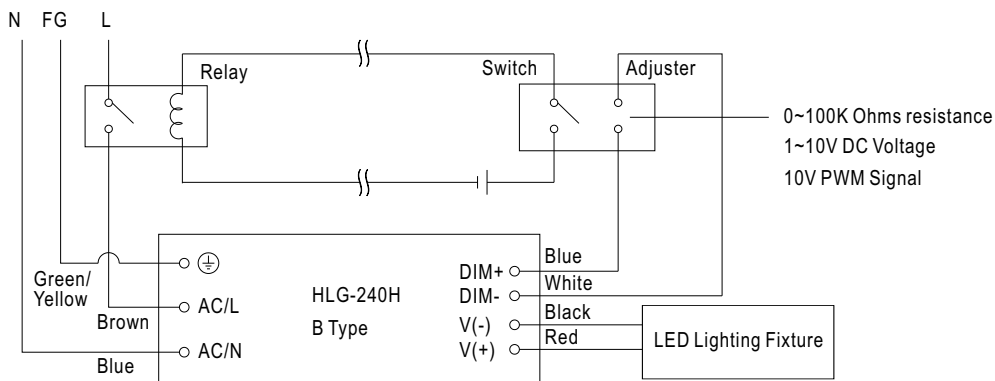 N FG L
Relay
Switch
Adjuster
0~100K Ohms resistance
1~10V DC Voltage
10V PWM Signal
Green/
Yellow
Brown
Blue
AC/L
AC/N
HLG-240H
B Type
DIM+
DIM-
V(-)
V(+)
Blue
White
Black
Red
LED Lighting Fixture